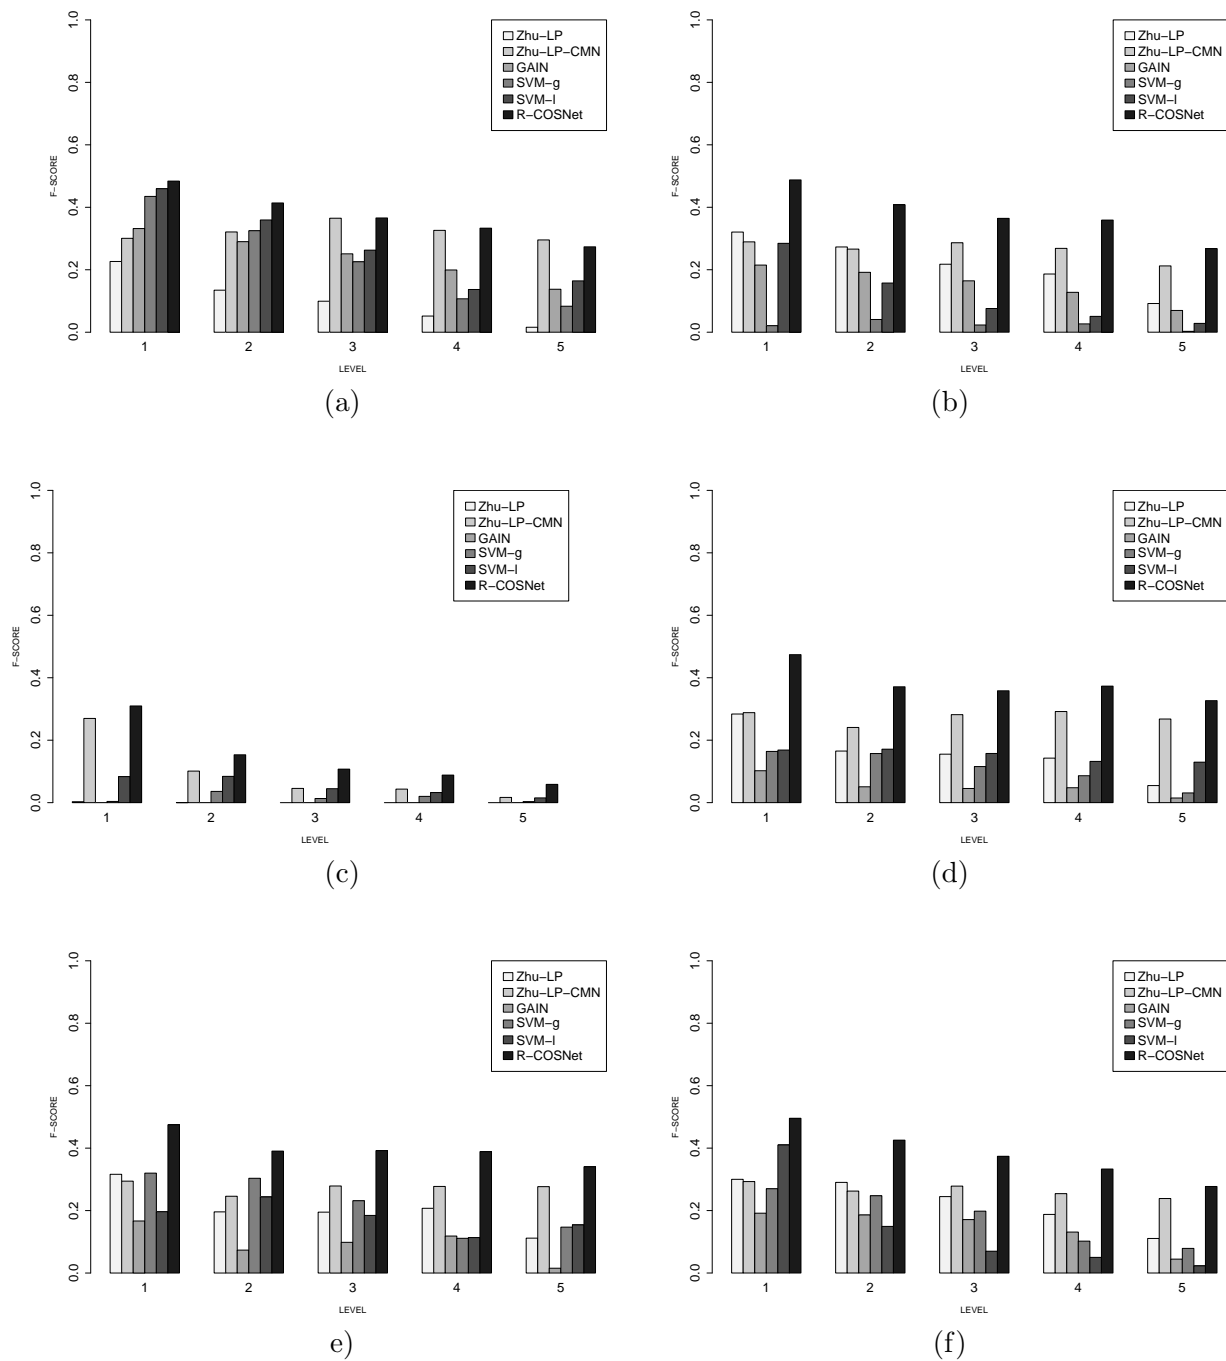 1.0
0.8
0.6
0.4
0.2
0.0
F−SCORE
Zhu−LP
Zhu−LP−CMN
GAIN
SVM−g
SVM−l
R−COSNet
1 2 3 4 5
LEVEL
(a)
1.0
0.8
0.6
0.4
0.2
0.0
F−SCORE
Zhu−LP
Zhu−LP−CMN
GAIN
SVM−g
SVM−l
R−COSNet
1 2 3 4 5
LEVEL
(b)
1.0
0.8
0.6
0.4
0.2
0.0
F−SCORE
Zhu−LP
Zhu−LP−CMN
GAIN
SVM−g
SVM−l
R−COSNet
1 2 3 4 5
LEVEL
(c)
1.0
0.8
0.6
0.4
0.2
0.0
F−SCORE
Zhu−LP
Zhu−LP−CMN
GAIN
SVM−g
SVM−l
R−COSNet
1 2 3 4 5
LEVEL
(d)
1.0
0.8
0.6
0.4
0.2
0.0
F−SCORE
Zhu−LP
Zhu−LP−CMN
GAIN
SVM−g
SVM−l
R−COSNet
1 2 3 4 5
LEVEL
e)
1.0
0.8
0.6
0.4
0.2
0.0
F−SCORE
Zhu−LP
Zhu−LP−CMN
GAIN
SVM−g
SVM−l
R−COSNet
1 2 3 4 5
LEVEL
(f)